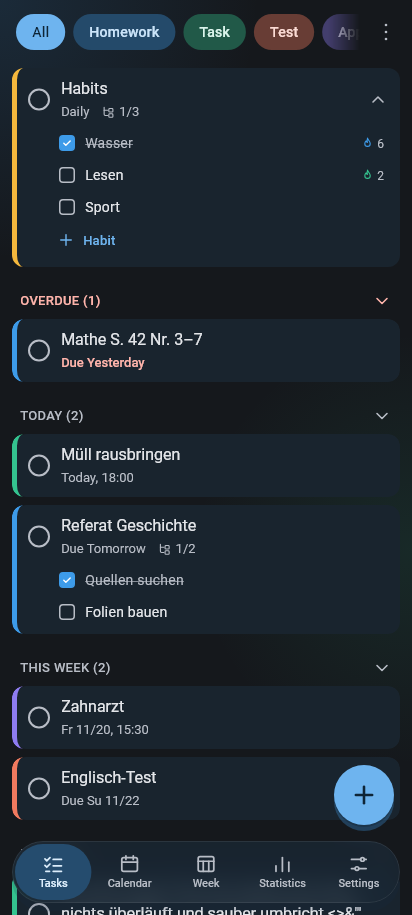 All
Homework
Task
Test
Habits
Daily 1/3
Wasser 6
Lesen 2
Sport
+ Habit
OVERDUE (1)
Mathe S. 42 Nr. 3–7
Due Yesterday
TODAY (2)
Müll rausbringen
Today, 18:00
Referat Geschichte
Due Tomorrow 1/2
Quellen suchen
Folien bauen
THIS WEEK (2)
Zahnarzt
Fr 11/20, 15:30
Englisch-Test
Due Su 11/22
Tasks
Calendar
Week
Statistics
Settings
nichts überläuft und sauber umbricht